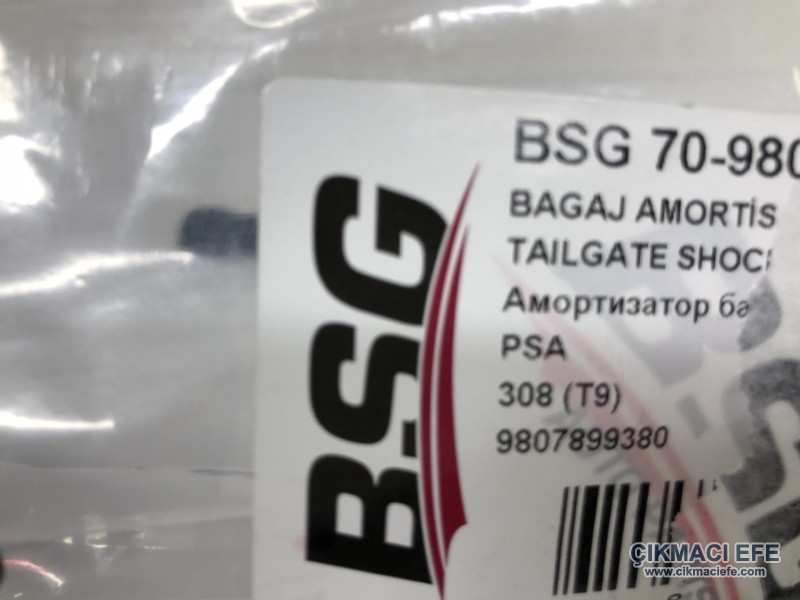 BSG 70-980
BAGAJ AMORTİS
TAILGATE SHOC
Амортизатор ба
PSA
308 (T9)
9807899380
BSG
ÇIKMACI EFE
www.cikmaciefe.com